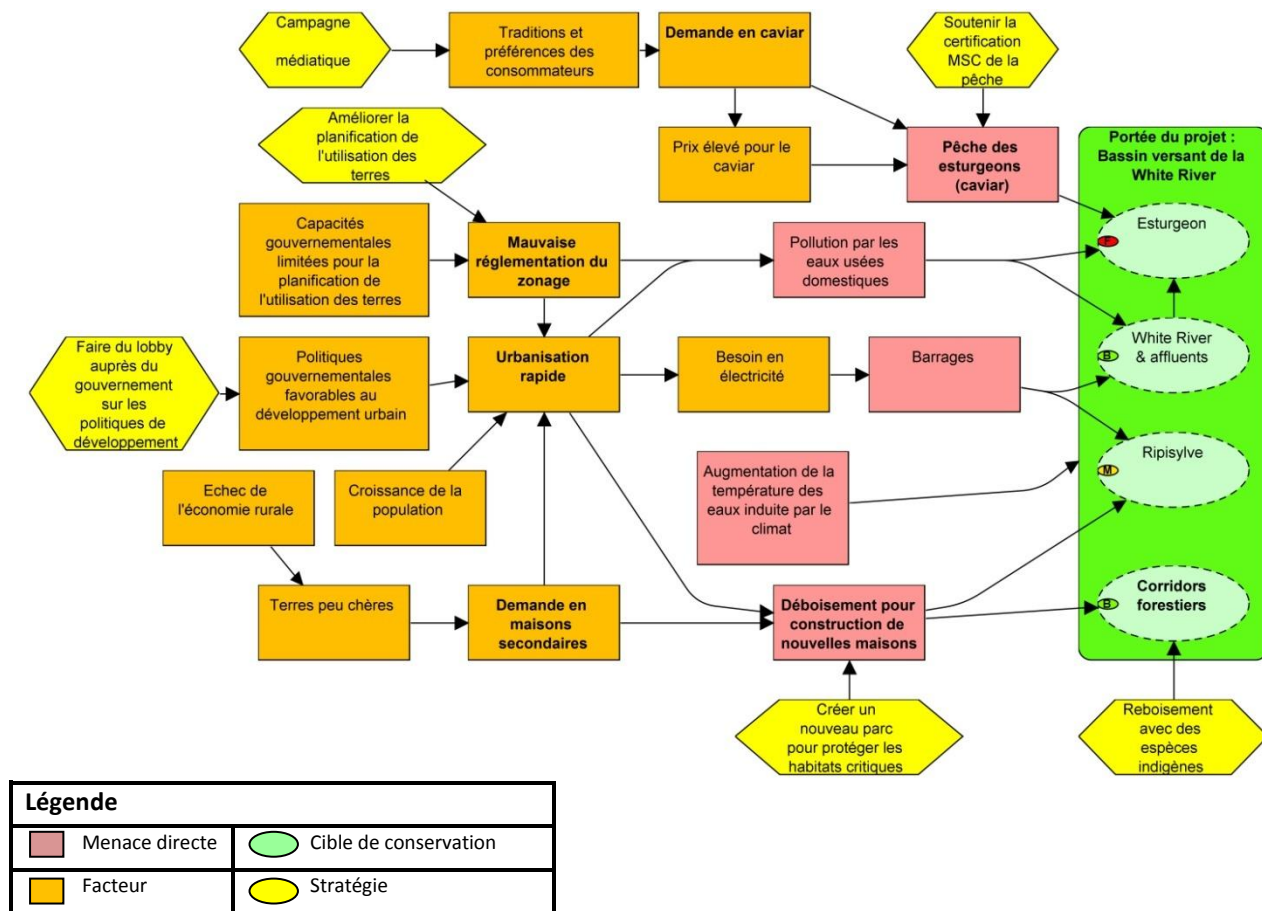 Campagne
médiatique
Traditions et
préférences des
consommateurs
Demande en caviar
Soutenir la
certification
MSC de la
pêche
Améliorer la
planification de
l'utilisation des
terres
Prix élevé pour le
caviar
Pêche des
esturgeons
(caviar)
Portée du projet :
Bassin versant de la
White River
Esturgeon
F
Capacités
gouvernementales
limitées pour la
planification de
l'utilisation des terres
Mauvaise
réglementation du
zonage
Pollution par les
eaux usées
domestiques
Faire du lobby
auprès du
gouvernement
sur les
politiques de
développement
Politiques
gouvernementales
favorables au
développement urbain
Urbanisation
rapide
Besoin en
électricité
Barrages
White River
& affluents
B
Echec de
l'économie rurale
Croissance de la
population
Augmentation de la
température des
eaux induite par le
climat
Ripisylve
M
Terres peu chères
Demande en
maisons
secondaires
Déboisement pour
construction de
nouvelles maisons
Corridors
forestiers
B
Créer un
nouveau parc
pour protéger les
habitats critiques
Reboisement
avec des
espèces
indigènes
Légende
Menace directe
Cible de conservation
Facteur
Stratégie